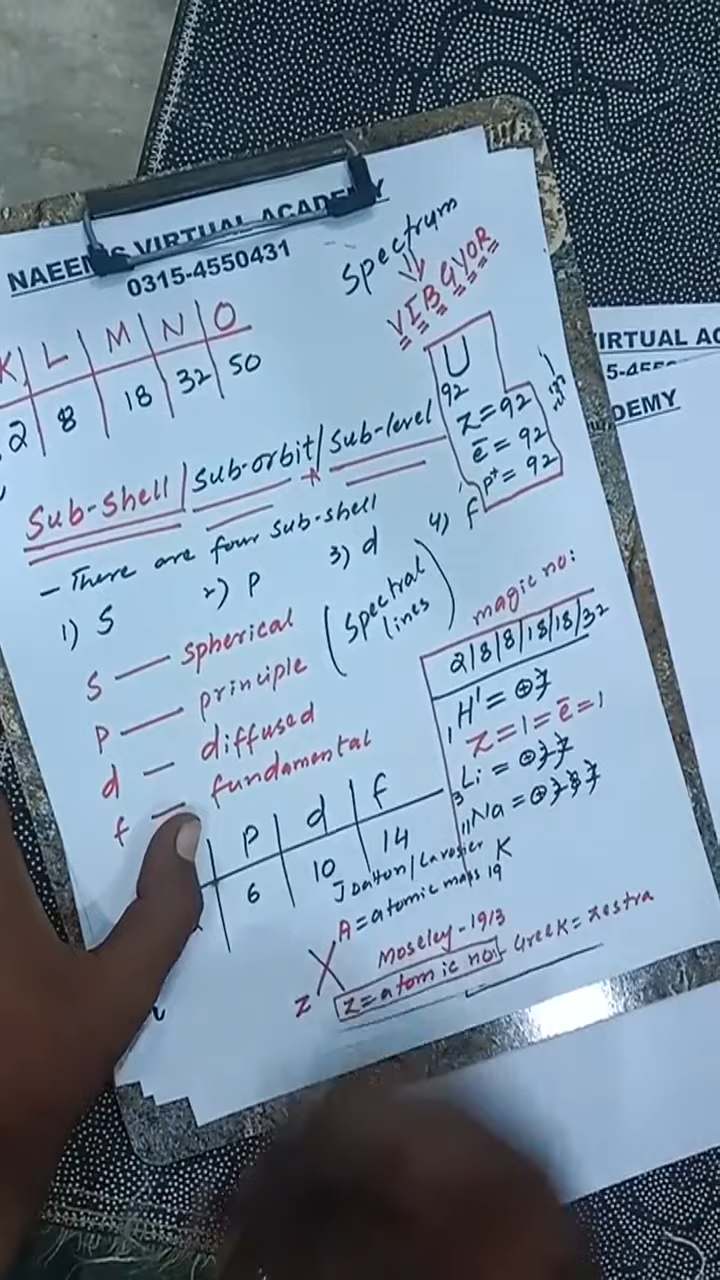 NAEEM'S VIRTUAL ACADEMY
0315-4550431
Spectrum
VIBGYOR
K L M N O
2 8 18 32 50
U
92
Z=92
e̅=92
p⁺=92
Sub-shell/Sub-orbit/Sub-level
- There are four Sub-shell
1) S 2) P 3) d 4) f
S — spherical
P — principle
d — diffused
f — fundamental
(Spectral lines)
magic no:
2/8/8/18/18/32
₁H¹ =
Z=1=e̅=1
₃Li =
₁₁Na =
K
19
P d f
6 10 14
J Dalton/Lavosier
A=atomic mass
X
Z
Moseley-1913
Z=atomic no
Greek=
VIRTUAL AC
DEMY